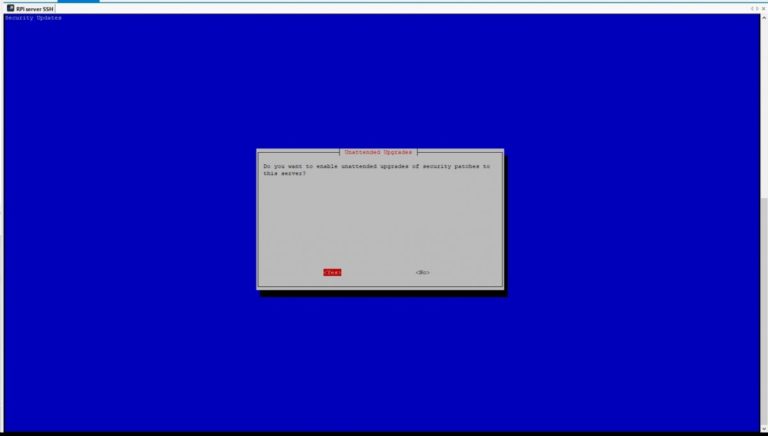 RPi server SSH
Security Updates
Unattended Upgrades
Do you want to enable unattended upgrades of security patches to
this server?
<Yes>
<No>